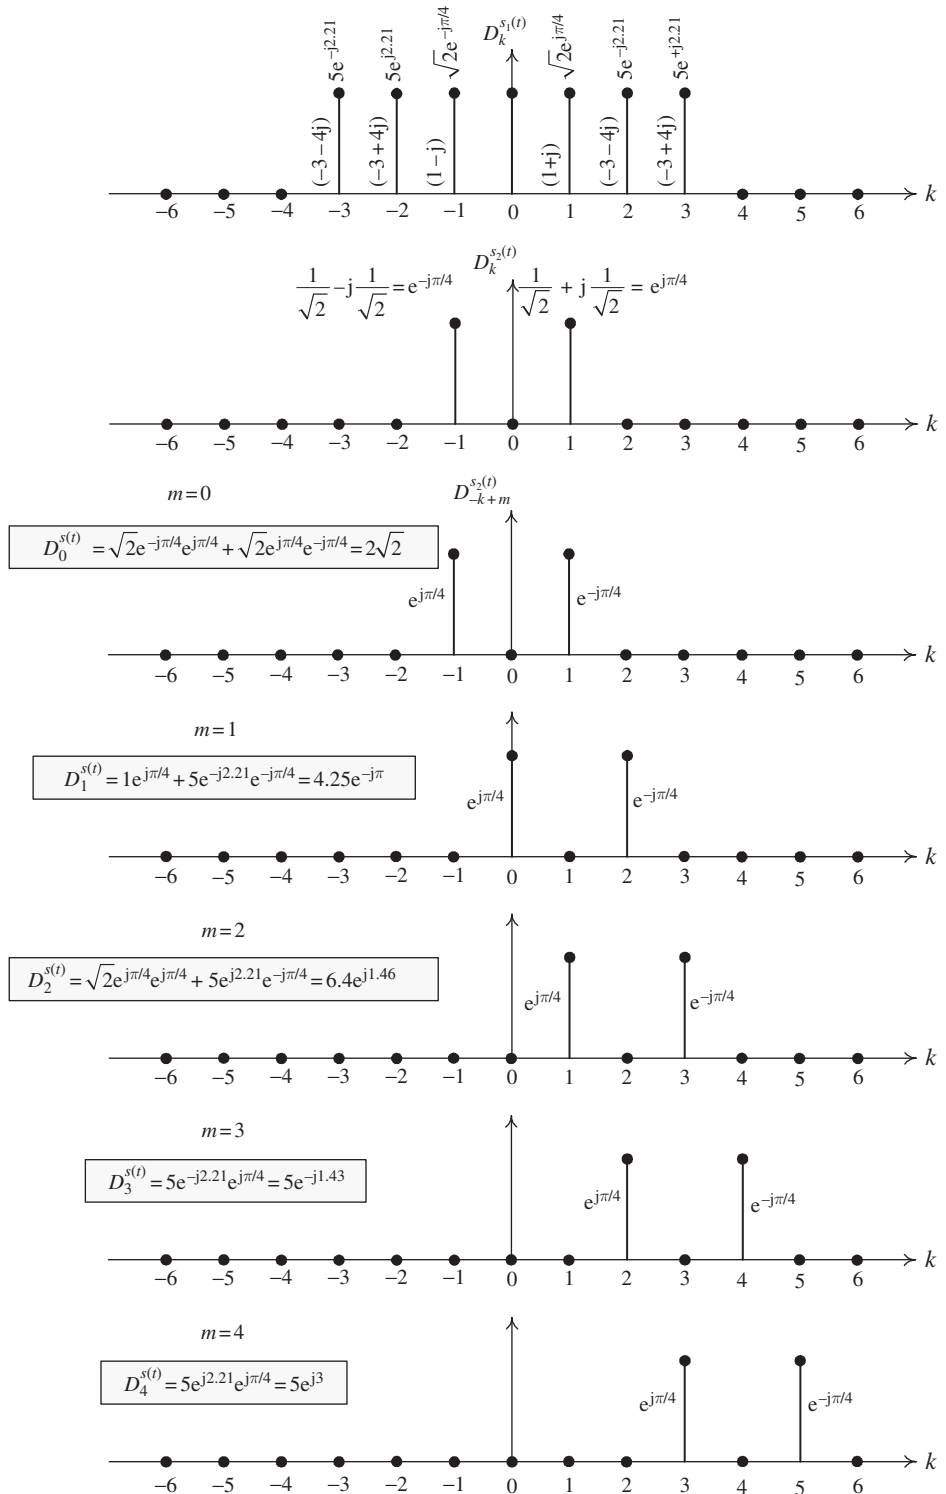 5e^{-j2.21} 5e^{j2.21} √2e^{-jπ/4} D_k^{s_1(t)} √2e^{jπ/4} 5e^{-j2.21} 5e^{+j2.21}
(−3−4j) (−3+4j) (1−j) (1+j) (−3−4j) (−3+4j)
−6 −5 −4 −3 −2 −1 0 1 2 3 4 5 6 k
D_k^{s_2(t)}
1/√2 −j 1/√2 = e^{-jπ/4} 1/√2 + j 1/√2 = e^{jπ/4}
−6 −5 −4 −3 −2 −1 0 1 2 3 4 5 6 k
m=0 D_{-k+m}^{s_2(t)}
D_0^{s(t)} = √2e^{-jπ/4}e^{jπ/4} + √2e^{jπ/4}e^{-jπ/4} = 2√2
e^{jπ/4} e^{-jπ/4}
−6 −5 −4 −3 −2 −1 0 1 2 3 4 5 6 k
m=1
D_1^{s(t)} = 1e^{jπ/4} + 5e^{-j2.21}e^{-jπ/4} = 4.25e^{-jπ}
e^{jπ/4} e^{-jπ/4}
−6 −5 −4 −3 −2 −1 0 1 2 3 4 5 6 k
m=2
D_2^{s(t)} = √2e^{jπ/4}e^{jπ/4} + 5e^{j2.21}e^{-jπ/4} = 6.4e^{j1.46}
e^{jπ/4} e^{-jπ/4}
−6 −5 −4 −3 −2 −1 0 1 2 3 4 5 6 k
m=3
D_3^{s(t)} = 5e^{-j2.21}e^{jπ/4} = 5e^{-j1.43}
e^{jπ/4} e^{-jπ/4}
−6 −5 −4 −3 −2 −1 0 1 2 3 4 5 6 k
m=4
D_4^{s(t)} = 5e^{j2.21}e^{jπ/4} = 5e^{j3}
e^{jπ/4} e^{-jπ/4}
−6 −5 −4 −3 −2 −1 0 1 2 3 4 5 6 k